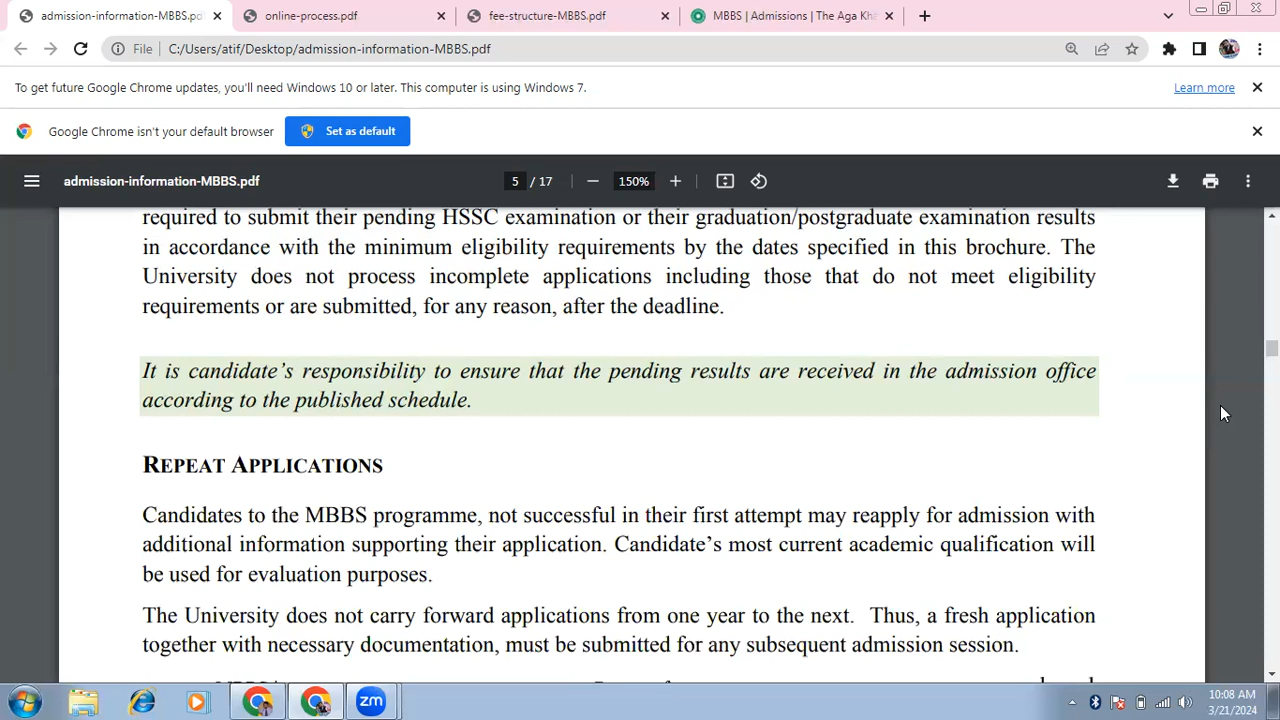 admission-information-MBBS.pd
online-process.pdf
fee-structure-MBBS.pdf
MBBS | Admissions | The Aga Kha
File C:/Users/atif/Desktop/admission-information-MBBS.pdf
To get future Google Chrome updates, you'll need Windows 10 or later. This computer is using Windows 7.
Learn more
Google Chrome isn't your default browser
Set as default
admission-information-MBBS.pdf
5 / 17
150%
required to submit their pending HSSC examination or their graduation/postgraduate examination results
in accordance with the minimum eligibility requirements by the dates specified in this brochure. The
University does not process incomplete applications including those that do not meet eligibility
requirements or are submitted, for any reason, after the deadline.
It is candidate's responsibility to ensure that the pending results are received in the admission office
according to the published schedule.
REPEAT APPLICATIONS
Candidates to the MBBS programme, not successful in their first attempt may reapply for admission with
additional information supporting their application. Candidate's most current academic qualification will
be used for evaluation purposes.
The University does not carry forward applications from one year to the next. Thus, a fresh application
together with necessary documentation, must be submitted for any subsequent admission session.
zm
10:08 AM
3/21/2024